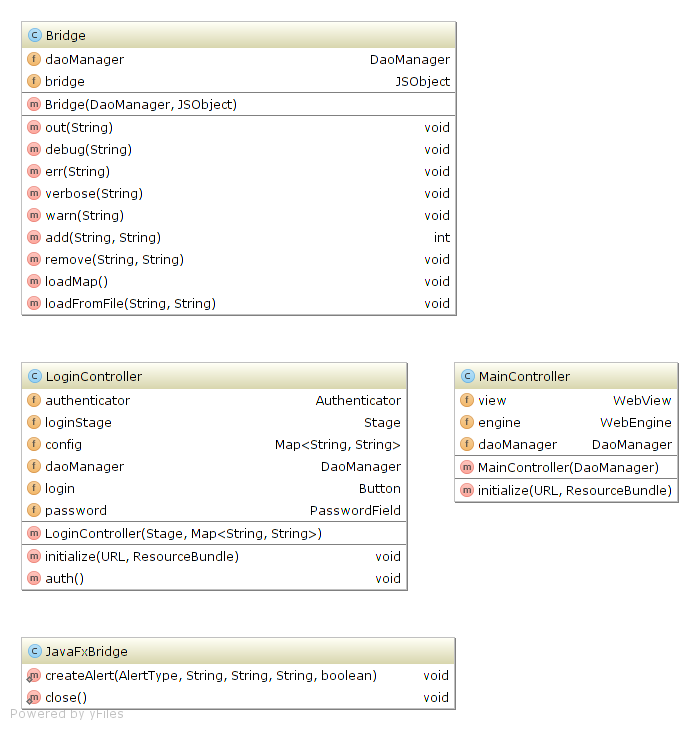 Bridge
daoManager DaoManager
bridge JSObject
Bridge(DaoManager, JSObject)
out(String) void
debug(String) void
err(String) void
verbose(String) void
warn(String) void
add(String, String) int
remove(String, String) void
loadMap() void
loadFromFile(String, String) void
LoginController
authenticator Authenticator
loginStage Stage
config Map<String, String>
daoManager DaoManager
login Button
password PasswordField
LoginController(Stage, Map<String, String>)
initialize(URL, ResourceBundle) void
auth() void
MainController
view WebView
engine WebEngine
daoManager DaoManager
MainController(DaoManager)
initialize(URL, ResourceBundle)
JavaFxBridge
createAlert(AlertType, String, String, String, boolean) void
close() void
Powered by yFiles